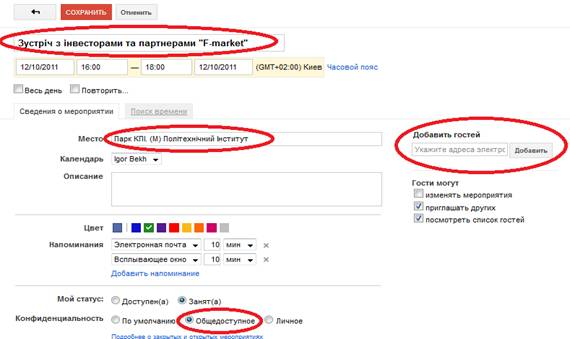 СОХРАНИТЬ Отменить
Зустріч з інвесторами та партнерами "F-market"
12/10/2011 16:00 — 18:00 12/10/2011 (GMT+02:00) Киев Часовой пояс
Весь день Повторить...
Сведения о мероприятии Поиск времени
Место Парк КПІ, (М) Політехнічний Інститут
Календарь Igor Bekh
Описание
Цвет
Напоминания Электронная почта 10 мин ×
Всплывающее окно 10 мин ×
Добавить напоминание
Мой статус: Доступен(а) Занят(а)
Конфиденциальность По умолчанию Общедоступное Личное
Подробнее о закрытых и открытых мероприятиях
Добавить гостей
Укажите адреса электрс Добавить
Гости могут
изменять мероприятия
приглашать других
посмотреть список гостей